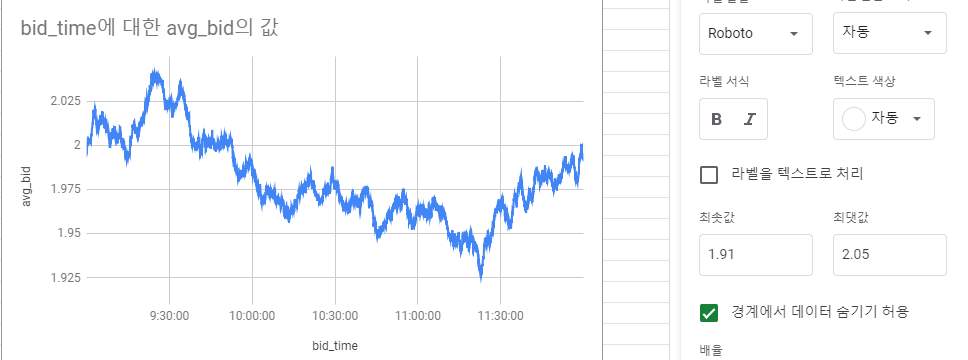 bid_time에 대한 avg_bid의 값
avg_bid
2.025
2
1.975
1.95
1.925
9:30:00 10:00:00 10:30:00 11:00:00 11:30:00
bid_time
Roboto
자동
라벨 서식
텍스트 색상
B I
자동
라벨을 텍스트로 처리
최솟값
최댓값
1.91
2.05
경계에서 데이터 숨기기 허용
배율